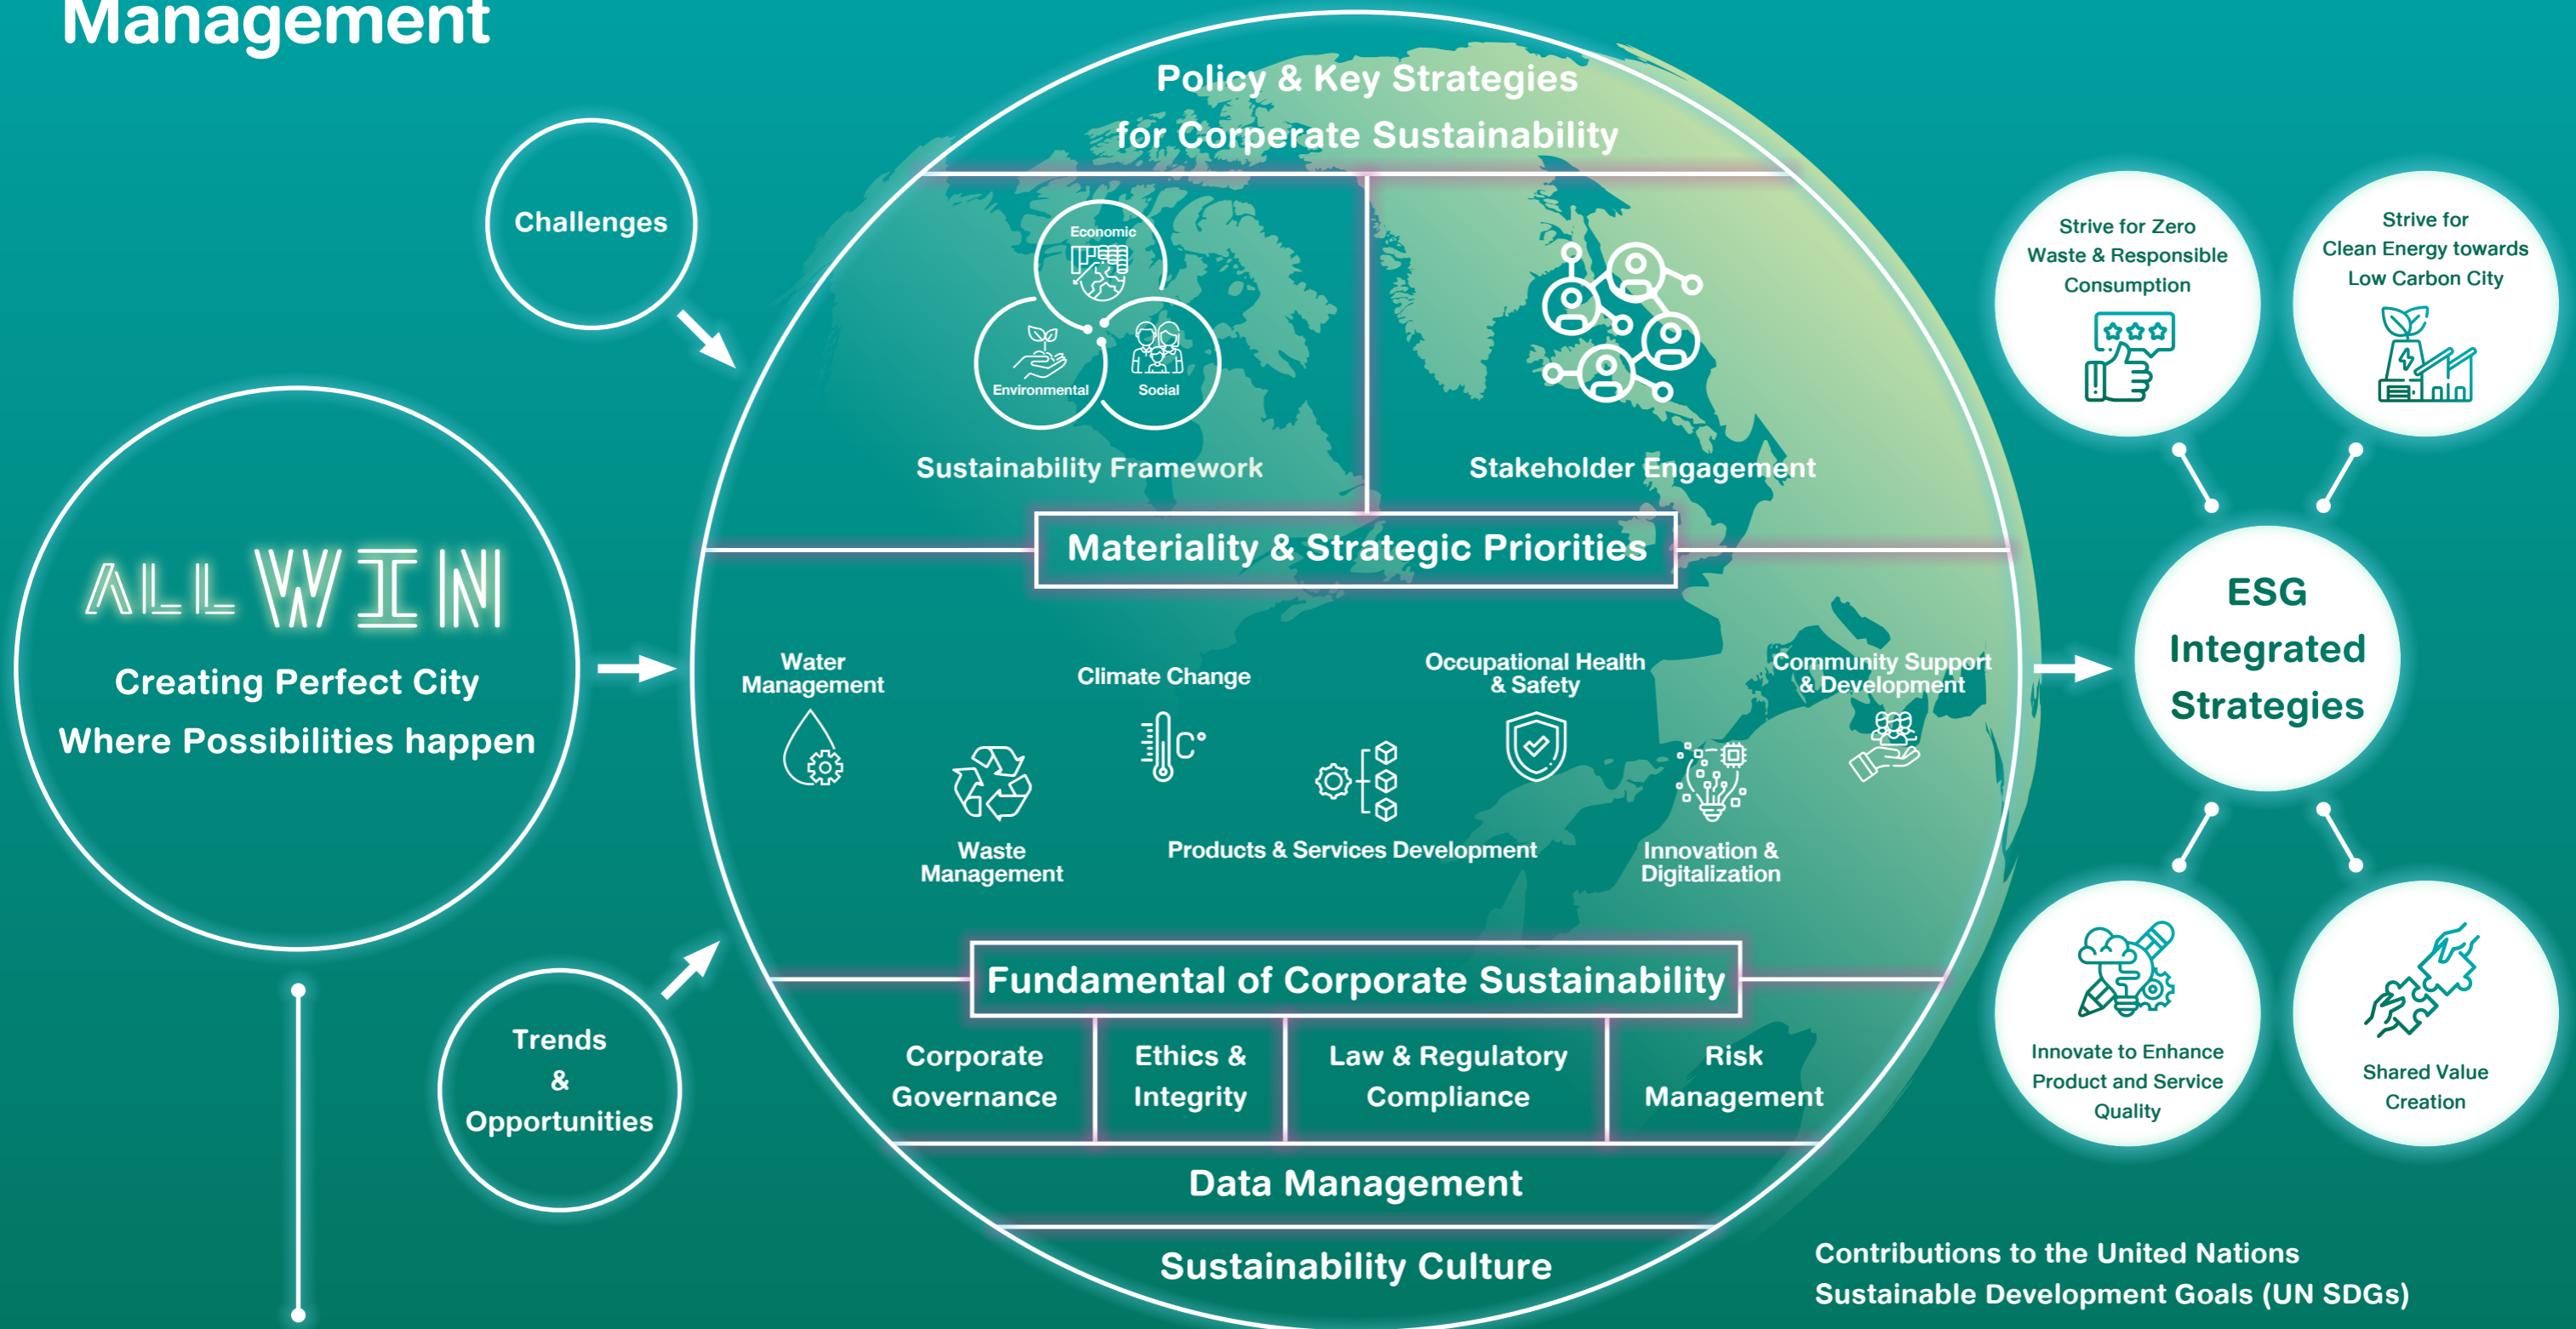 Management
Policy & Key Strategies
for Corperate Sustainability
Challenges
Economic
Environmental
Social
Sustainability Framework
Stakeholder Engagement
Materiality & Strategic Priorities
ALL WIN
Creating Perfect City
Where Possibilities happen
Water
Management
Climate Change
Occupational Health
& Safety
Community Support
& Development
C°
Waste
Management
Products & Services Development
Innovation &
Digitalization
Trends
&
Opportunities
Fundamental of Corporate Sustainability
Corporate
Governance
Ethics &
Integrity
Law & Regulatory
Compliance
Risk
Management
Data Management
Sustainability Culture
Strive for Zero
Waste & Responsible
Consumption
Strive for
Clean Energy towards
Low Carbon City
ESG
Integrated
Strategies
Innovate to Enhance
Product and Service
Quality
Shared Value
Creation
Contributions to the United Nations
Sustainable Development Goals (UN SDGs)